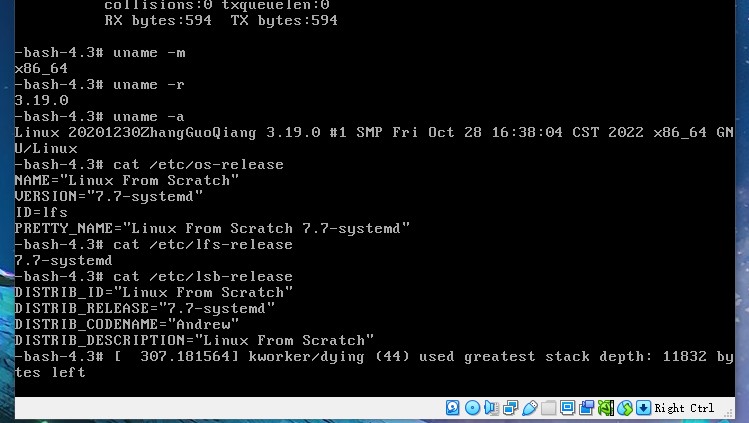 collisions:0 txqueuelen:0
RX bytes:594  TX bytes:594
-bash-4.3# uname -m
x86_64
-bash-4.3# uname -r
3.19.0
-bash-4.3# uname -a
Linux 20201230ZhangGuoQiang 3.19.0 #1 SMP Fri Oct 28 16:38:04 CST 2022 x86_64 GN
U/Linux
-bash-4.3# cat /etc/os-release
NAME="Linux From Scratch"
VERSION="7.7-systemd"
ID=lfs
PRETTY_NAME="Linux From Scratch 7.7-systemd"
-bash-4.3# cat /etc/lfs-release
7.7-systemd
-bash-4.3# cat /etc/lsb-release
DISTRIB_ID="Linux From Scratch"
DISTRIB_RELEASE="7.7-systemd"
DISTRIB_CODENAME="Andrew"
DISTRIB_DESCRIPTION="Linux From Scratch"
-bash-4.3# [  307.181564] kworker/dying (44) used greatest stack depth: 11832 by
tes left
Right Ctrl